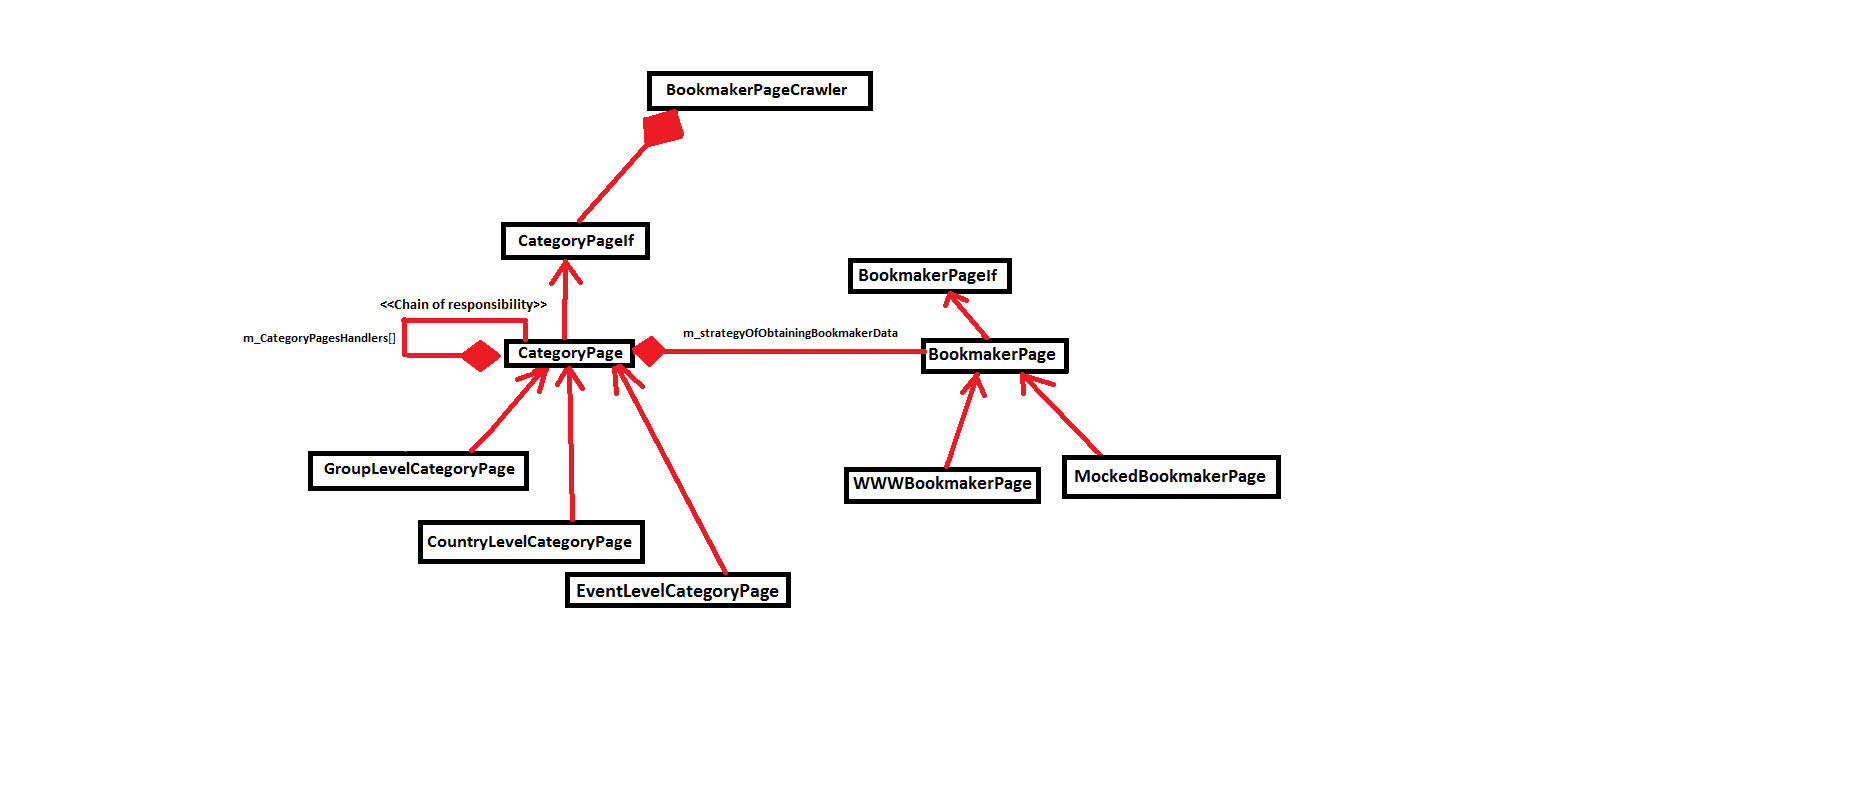 BookmakerPageCrawler
CategoryPageIf
BookmakerPageIf
<<Chain of responsibility>>
m_CategoryPagesHandlers[]
m_strategyOfObtainingBookmakerData
CategoryPage
BookmakerPage
GroupLevelCategoryPage
WWWBookmakerPage
MockedBookmakerPage
CountryLevelCategoryPage
EventLevelCategoryPage